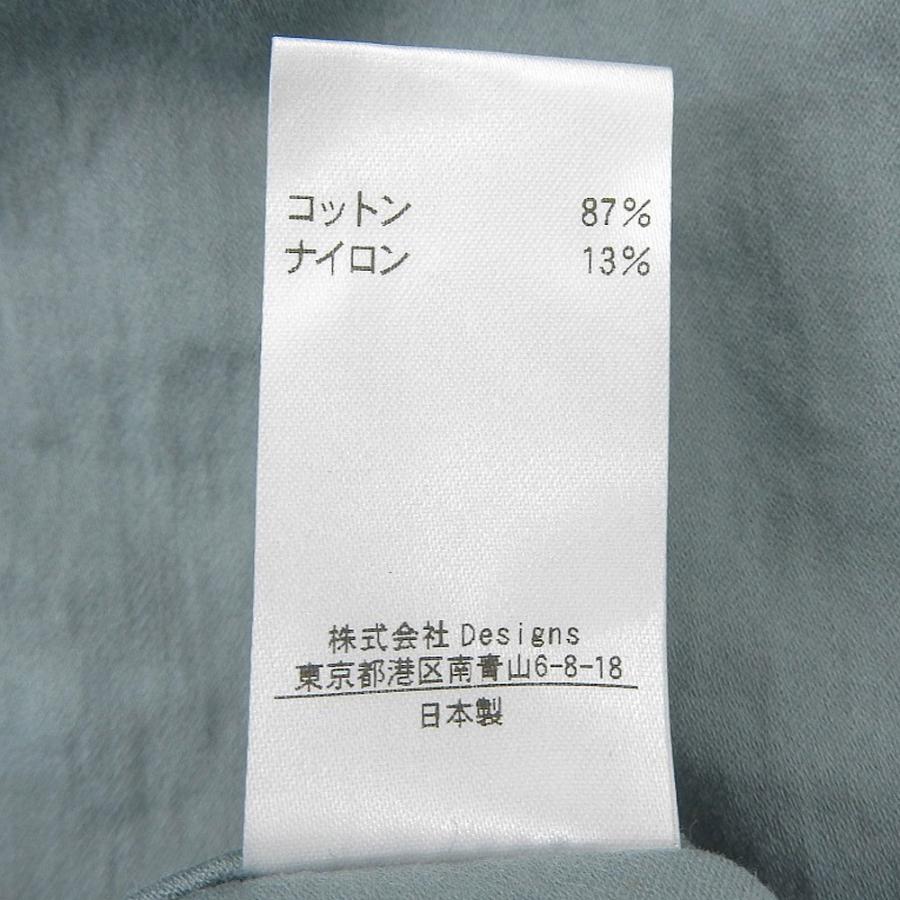 コットン 87%
ナイロン 13%
株式会社Designs
東京都港区南青山6-8-18
日本製